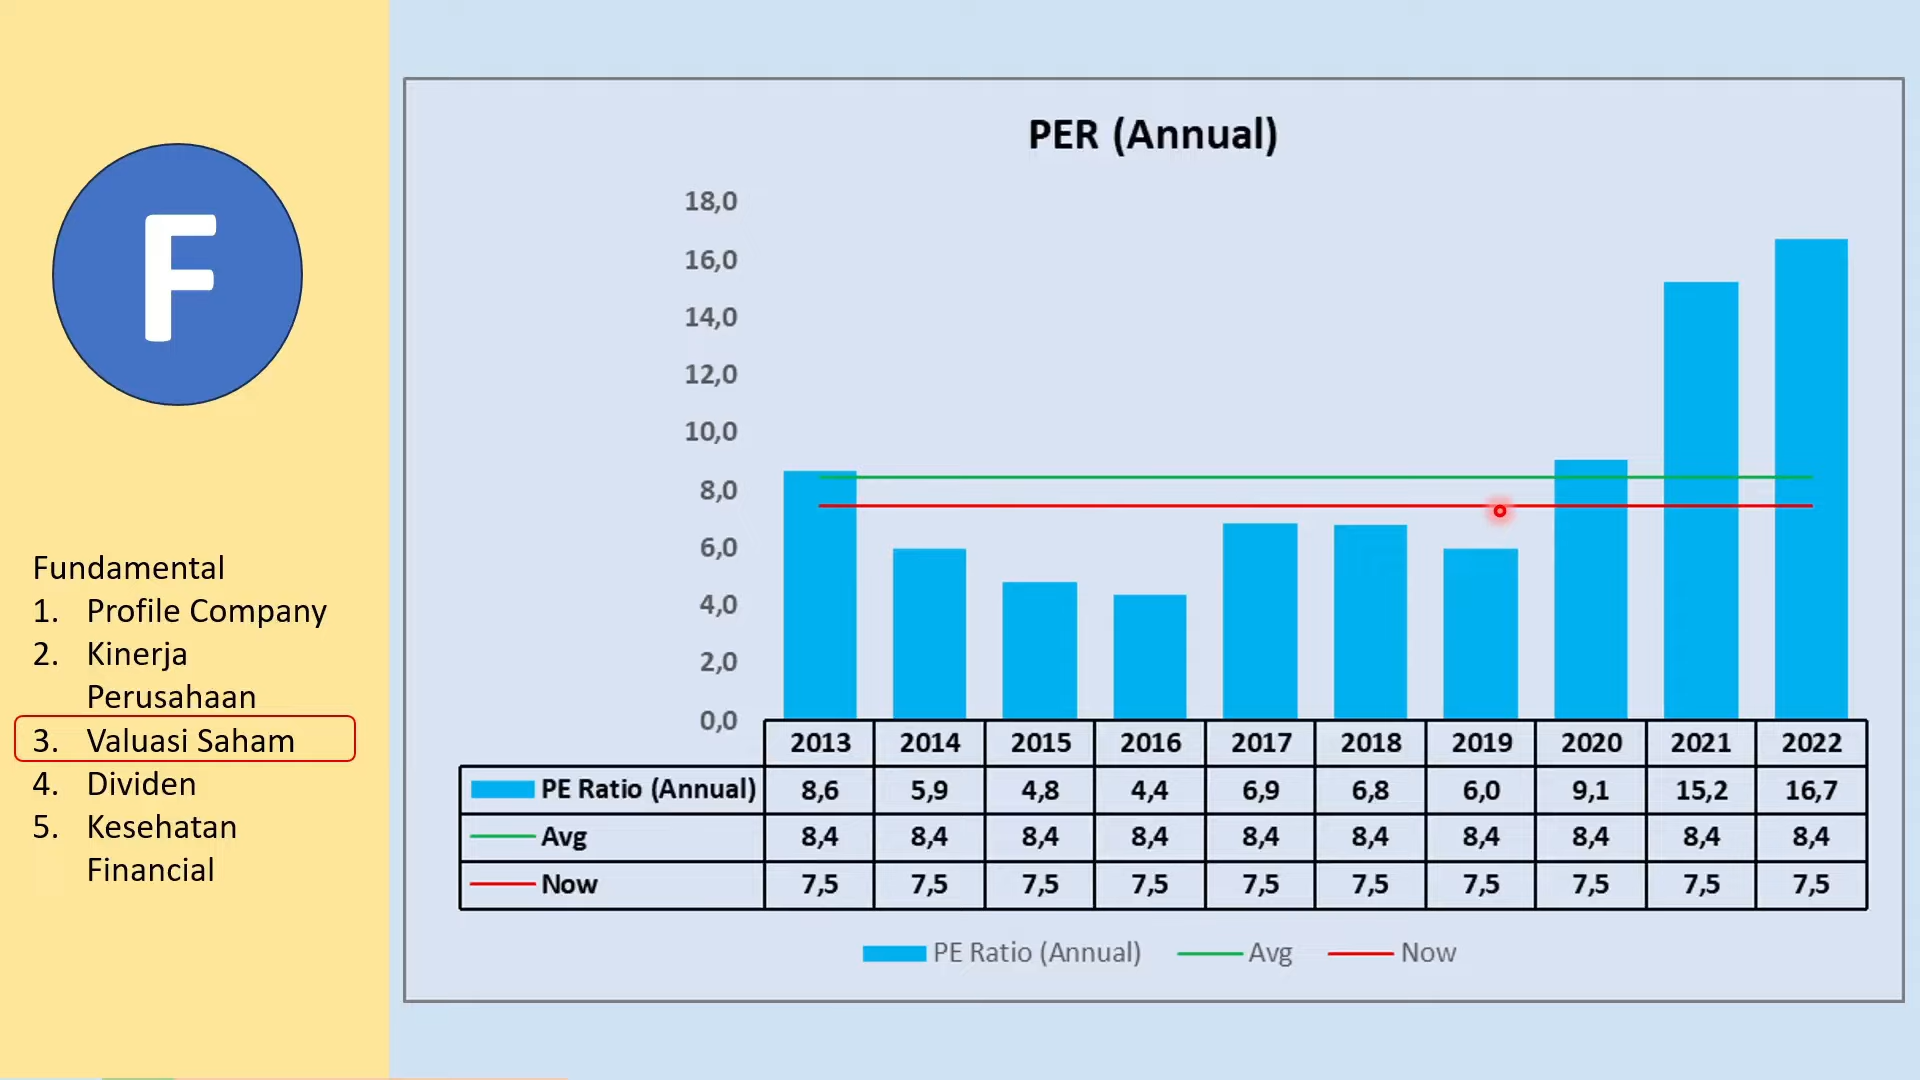 F
Fundamental
1. Profile Company
2. Kinerja
Perusahaan
3. Valuasi Saham
4. Dividen
5. Kesehatan
Financial
PER (Annual)
18,0
16,0
14,0
12,0
10,0
8,0
6,0
4,0
2,0
0,0
2013 2014 2015 2016 2017 2018 2019 2020 2021 2022
PE Ratio (Annual) 8,6 5,9 4,8 4,4 6,9 6,8 6,0 9,1 15,2 16,7
Avg 8,4 8,4 8,4 8,4 8,4 8,4 8,4 8,4 8,4 8,4
Now 7,5 7,5 7,5 7,5 7,5 7,5 7,5 7,5 7,5 7,5
PE Ratio (Annual) Avg Now